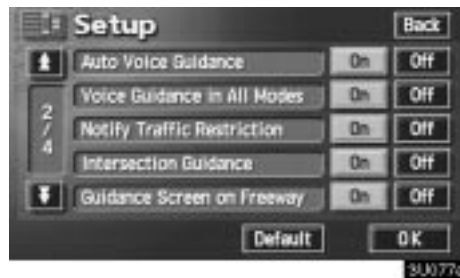 Setup Back
Auto Voice Guidance On Off
Voice Guidance in All Modes On Off
2/4
Notify Traffic Restriction On Off
Intersection Guidance On Off
Guidance Screen on Freeway On Off
Default OK